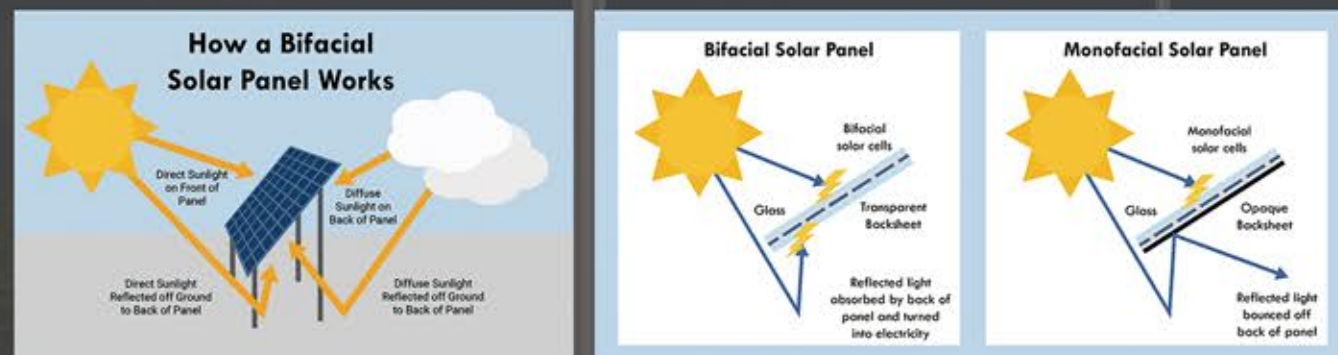 How a Bifacial
Solar Panel Works
Direct Sunlight
on Front of
Panel
Diffuse
Sunlight on
Back of Panel
Direct Sunlight
Reflected off Ground
to Back of Panel
Diffuse Sunlight
Reflected off Ground
to Back of Panel
Bifacial Solar Panel
Bifacial
solar cells
Glass
Transparent
Backsheet
Reflected light
absorbed by back of
panel and turned
into electricity
Monofacial Solar Panel
Monofacial
solar cells
Glass
Opaque
Backsheet
Reflected light
bounced off
back of panel